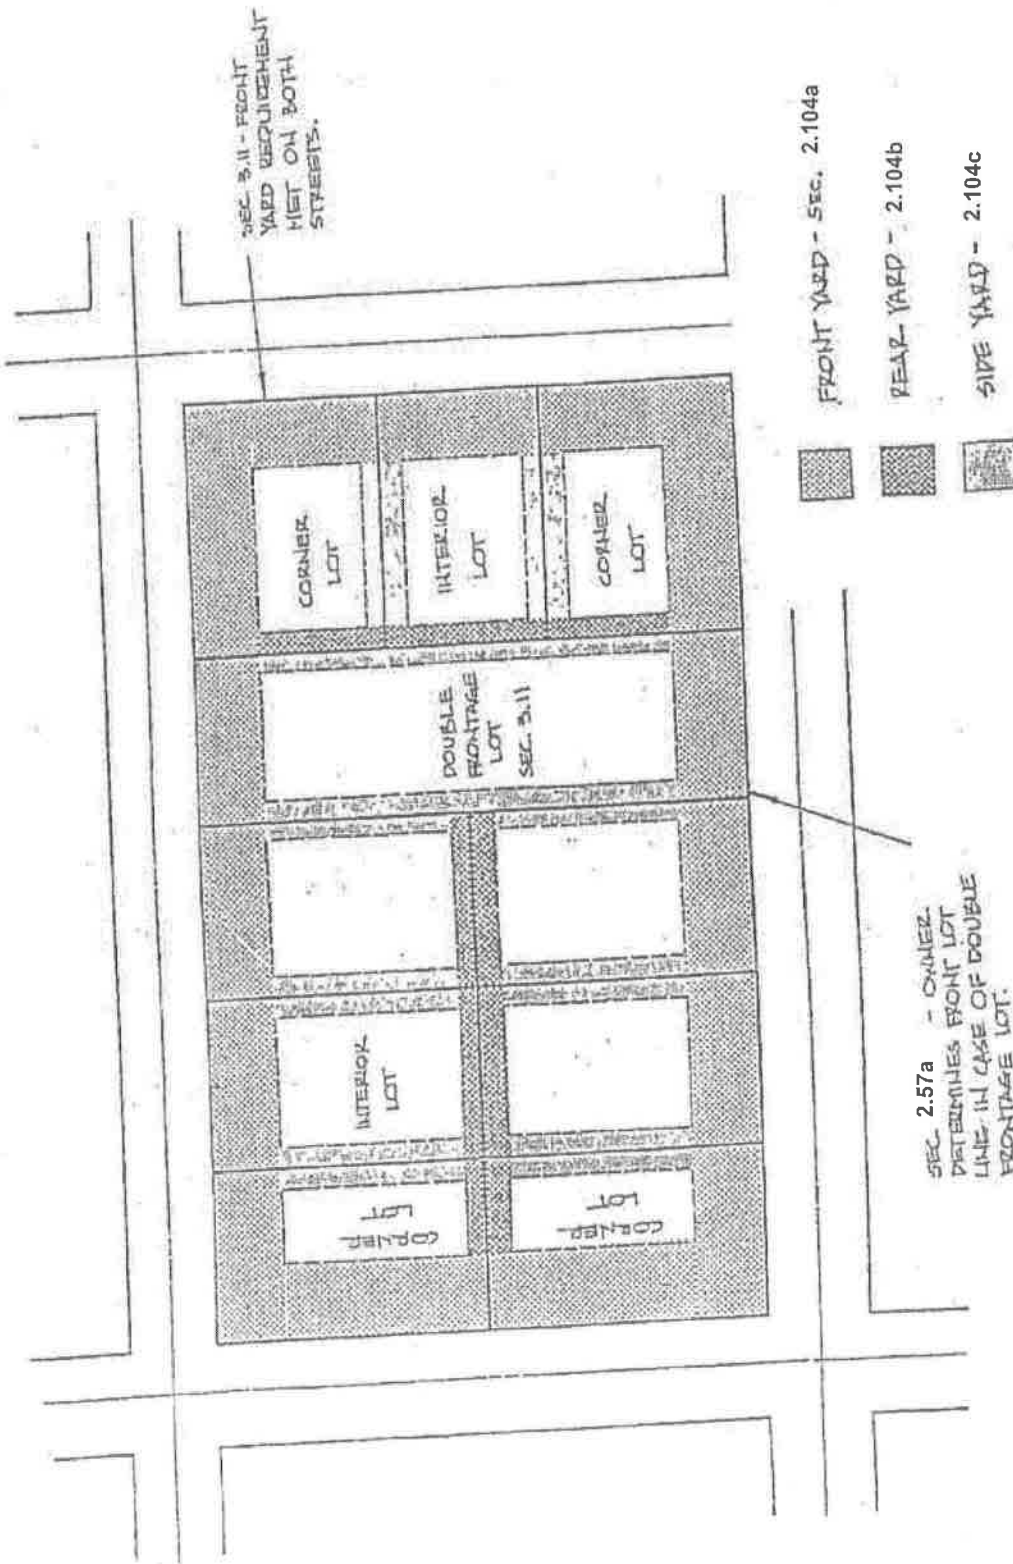 SEC. 3.11 - FRONT
YARD REQUIREMENT
MET ON BOTH
STREETS.
CORNER
LOT
INTERIOR
LOT
CORNER
LOT
DOUBLE
FRONTAGE
LOT
SEC. 3.11
INTERIOR
LOT
CORNER
LOT
CORNER
LOT
SEC. 2.57a - OWNER
DETERMINES FRONT LOT
LINE IN CASE OF DOUBLE
FRONTAGE LOT.
FRONT YARD - SEC. 2.104a
REAR YARD - 2.104b
SIDE YARD - 2.104c